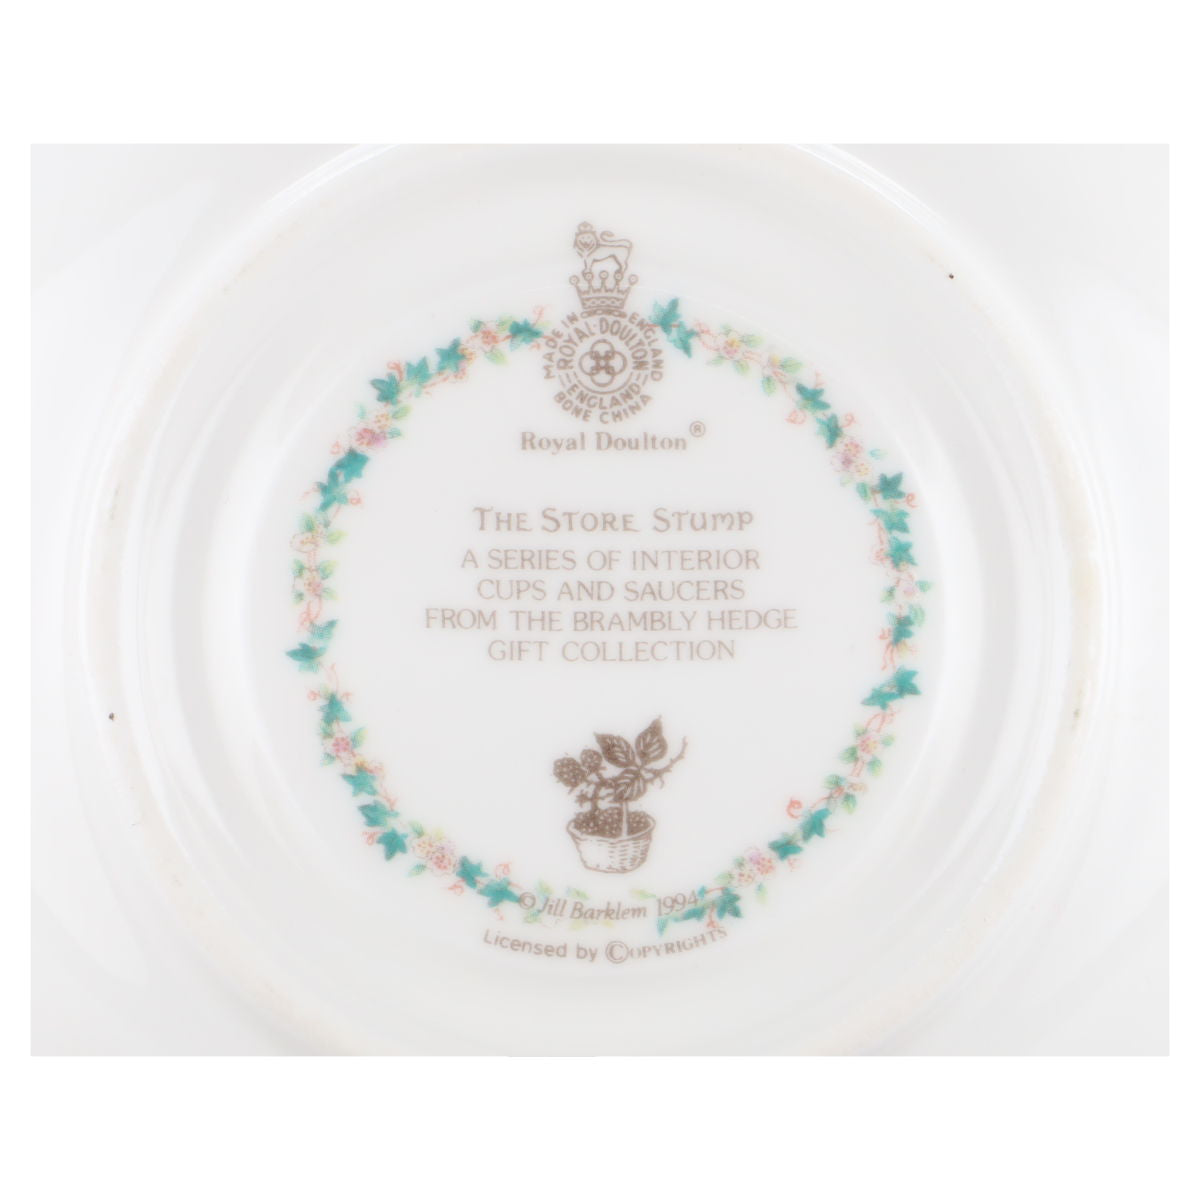 MADE IN ENGLAND
ROYAL·DOULTON
ENGLAND
BONE CHINA
Royal Doulton®
THE STORE STUMP
A SERIES OF INTERIOR
CUPS AND SAUCERS
FROM THE BRAMBLY HEDGE
GIFT COLLECTION
© Jill Barklem 1994
Licensed by ©OPYRIGHTS